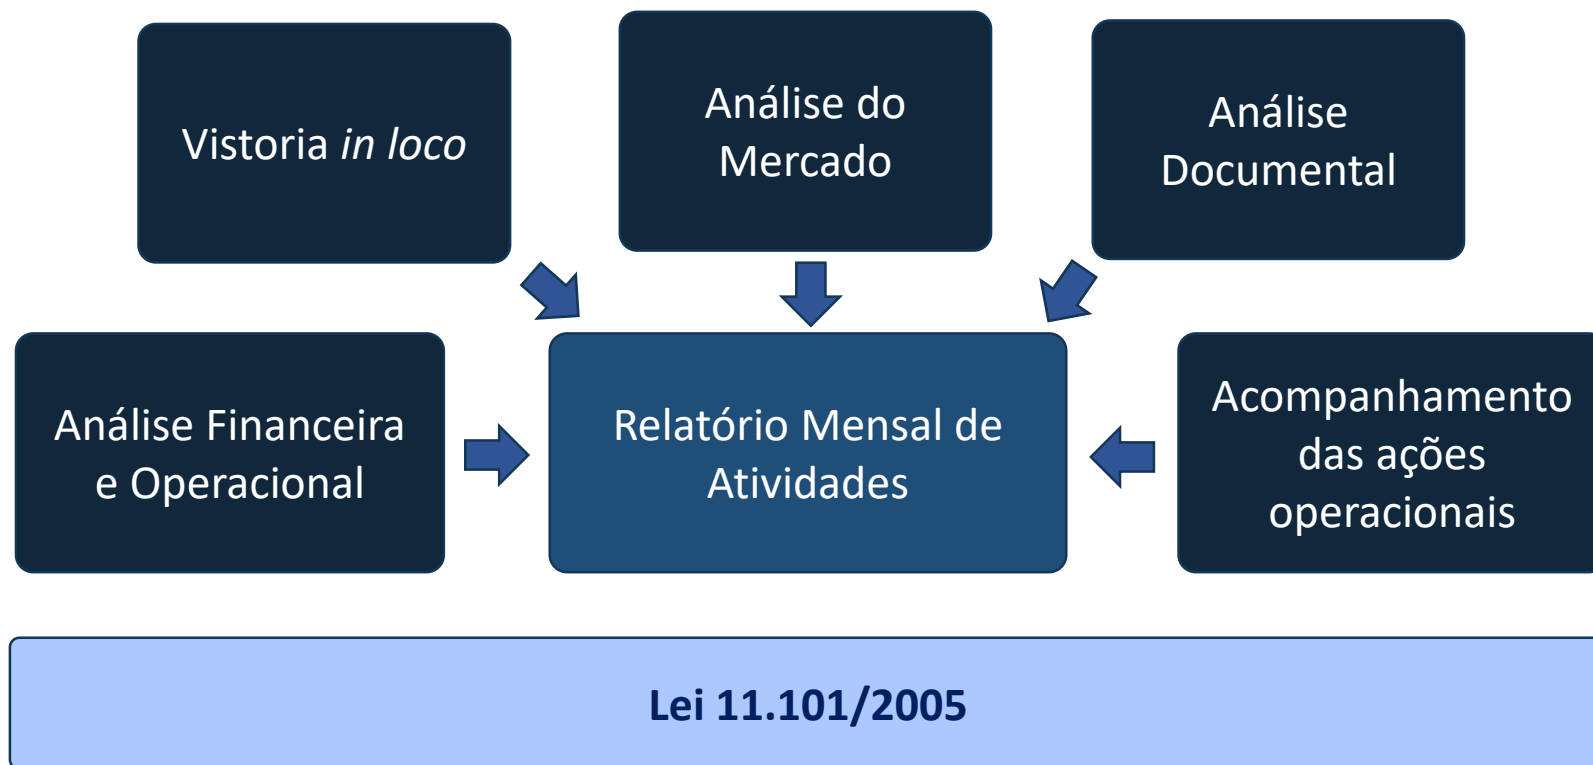 Vistoria in loco
Análise do
Mercado
Análise
Documental
Análise Financeira
e Operacional
Relatório Mensal de
Atividades
Acompanhamento
das ações
operacionais
Lei 11.101/2005